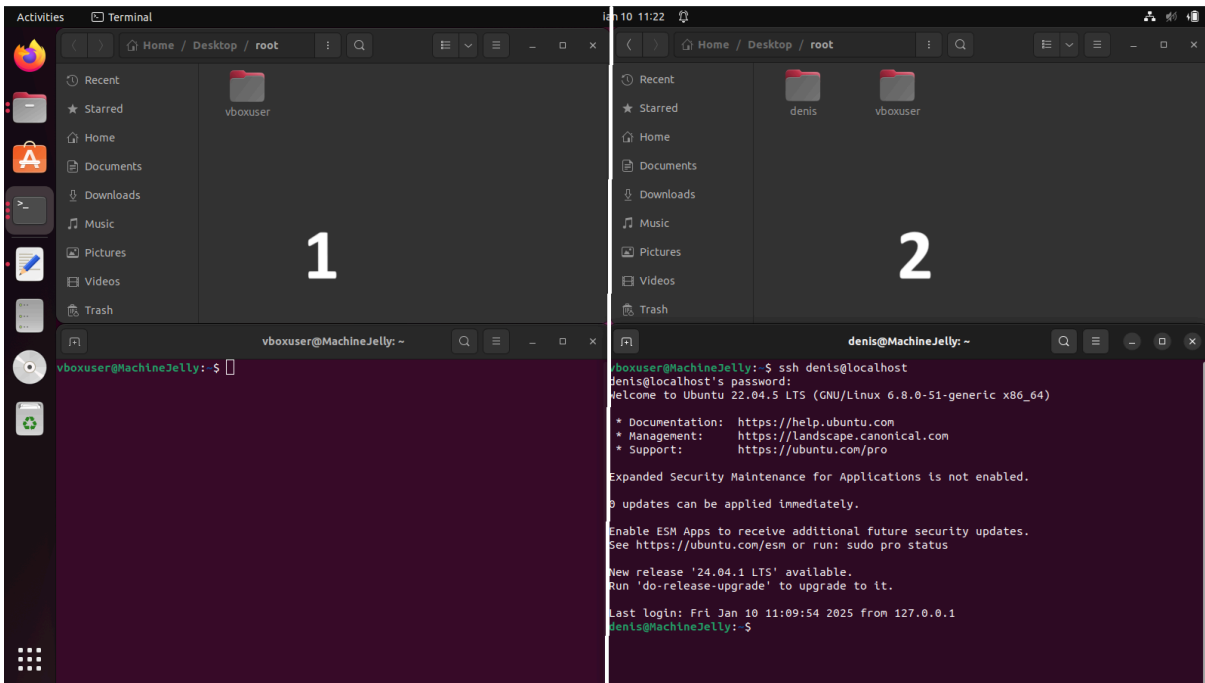 Activities
Terminal
ian 10 11:22
Home / Desktop / root
Recent
Starred
Home
Documents
Downloads
Music
Pictures
Videos
Trash
vboxuser
1
vboxuser@MachineJelly: ~
vboxuser@MachineJelly:~$
Home / Desktop / root
Recent
Starred
Home
Documents
Downloads
Music
Pictures
Videos
Trash
denis
vboxuser
2
denis@MachineJelly: ~
vboxuser@MachineJelly:~$ ssh denis@localhost
denis@localhost's password:
Welcome to Ubuntu 22.04.5 LTS (GNU/Linux 6.8.0-51-generic x86_64)
* Documentation: https://help.ubuntu.com
* Management: https://landscape.canonical.com
* Support: https://ubuntu.com/pro
Expanded Security Maintenance for Applications is not enabled.
0 updates can be applied immediately.
Enable ESM Apps to receive additional future security updates.
See https://ubuntu.com/esm or run: sudo pro status
New release '24.04.1 LTS' available.
Run 'do-release-upgrade' to upgrade to it.
Last login: Fri Jan 10 11:09:54 2025 from 127.0.0.1
denis@MachineJelly:~$